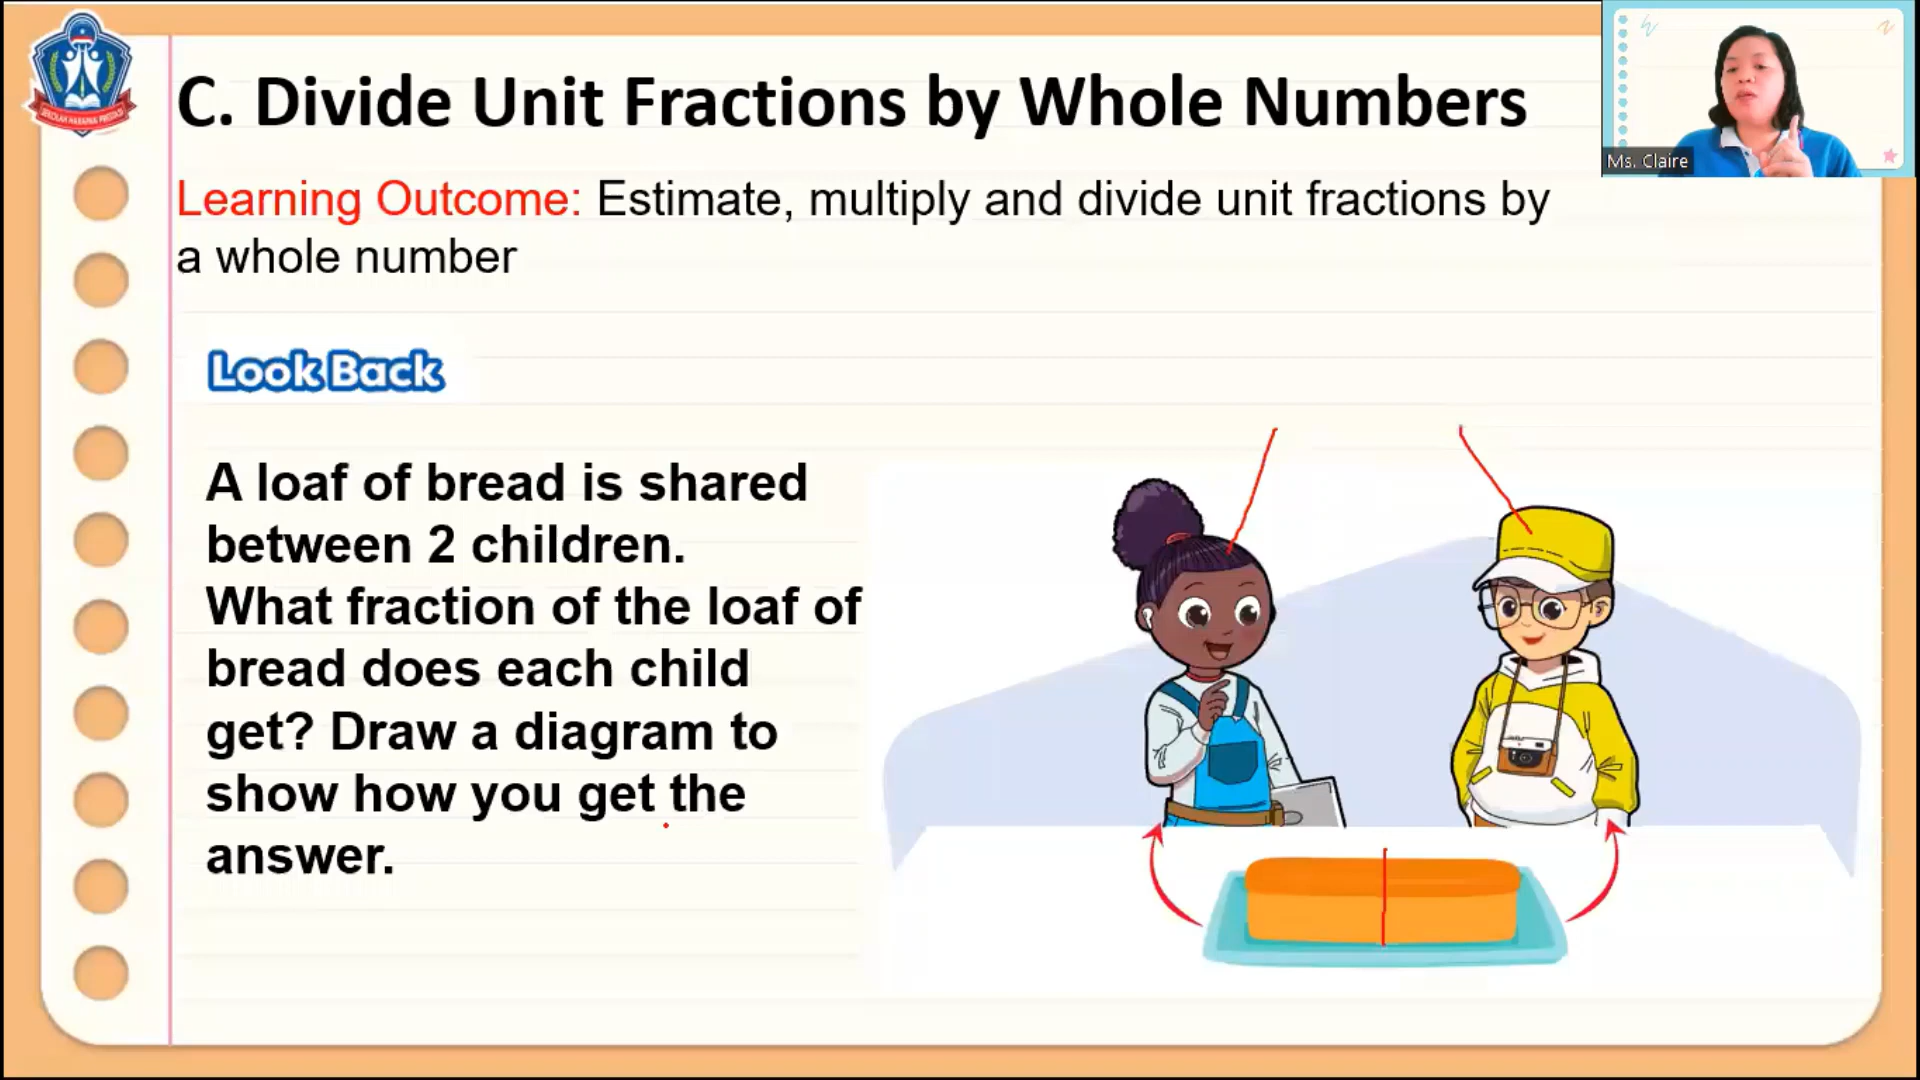 C. Divide Unit Fractions by Whole Numbers
Learning Outcome: Estimate, multiply and divide unit fractions by
a whole number
Look Back
A loaf of bread is shared
between 2 children.
What fraction of the loaf of
bread does each child
get? Draw a diagram to
show how you get the
answer.
Ms. Claire
SEKOLAH HARAPAN